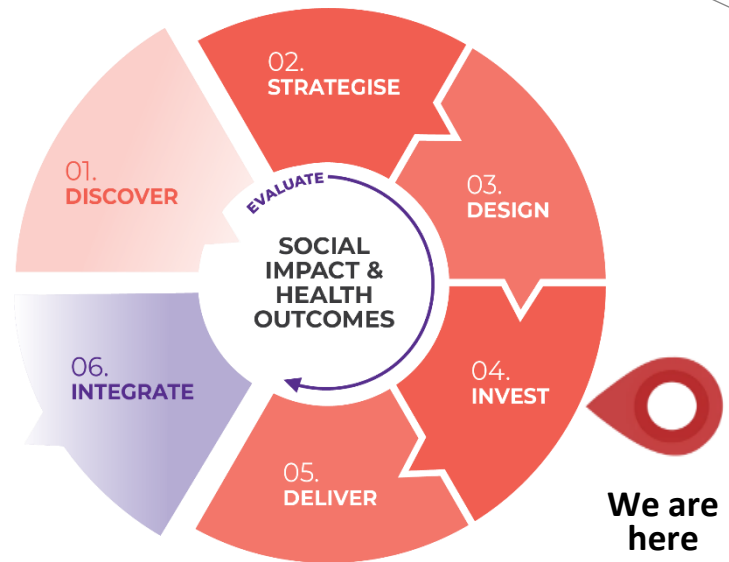 01.
DISCOVER
02.
STRATEGISE
03.
DESIGN
04.
INVEST
05.
DELIVER
06.
INTEGRATE
EVALUATE
SOCIAL
IMPACT &
HEALTH
OUTCOMES
We are
here